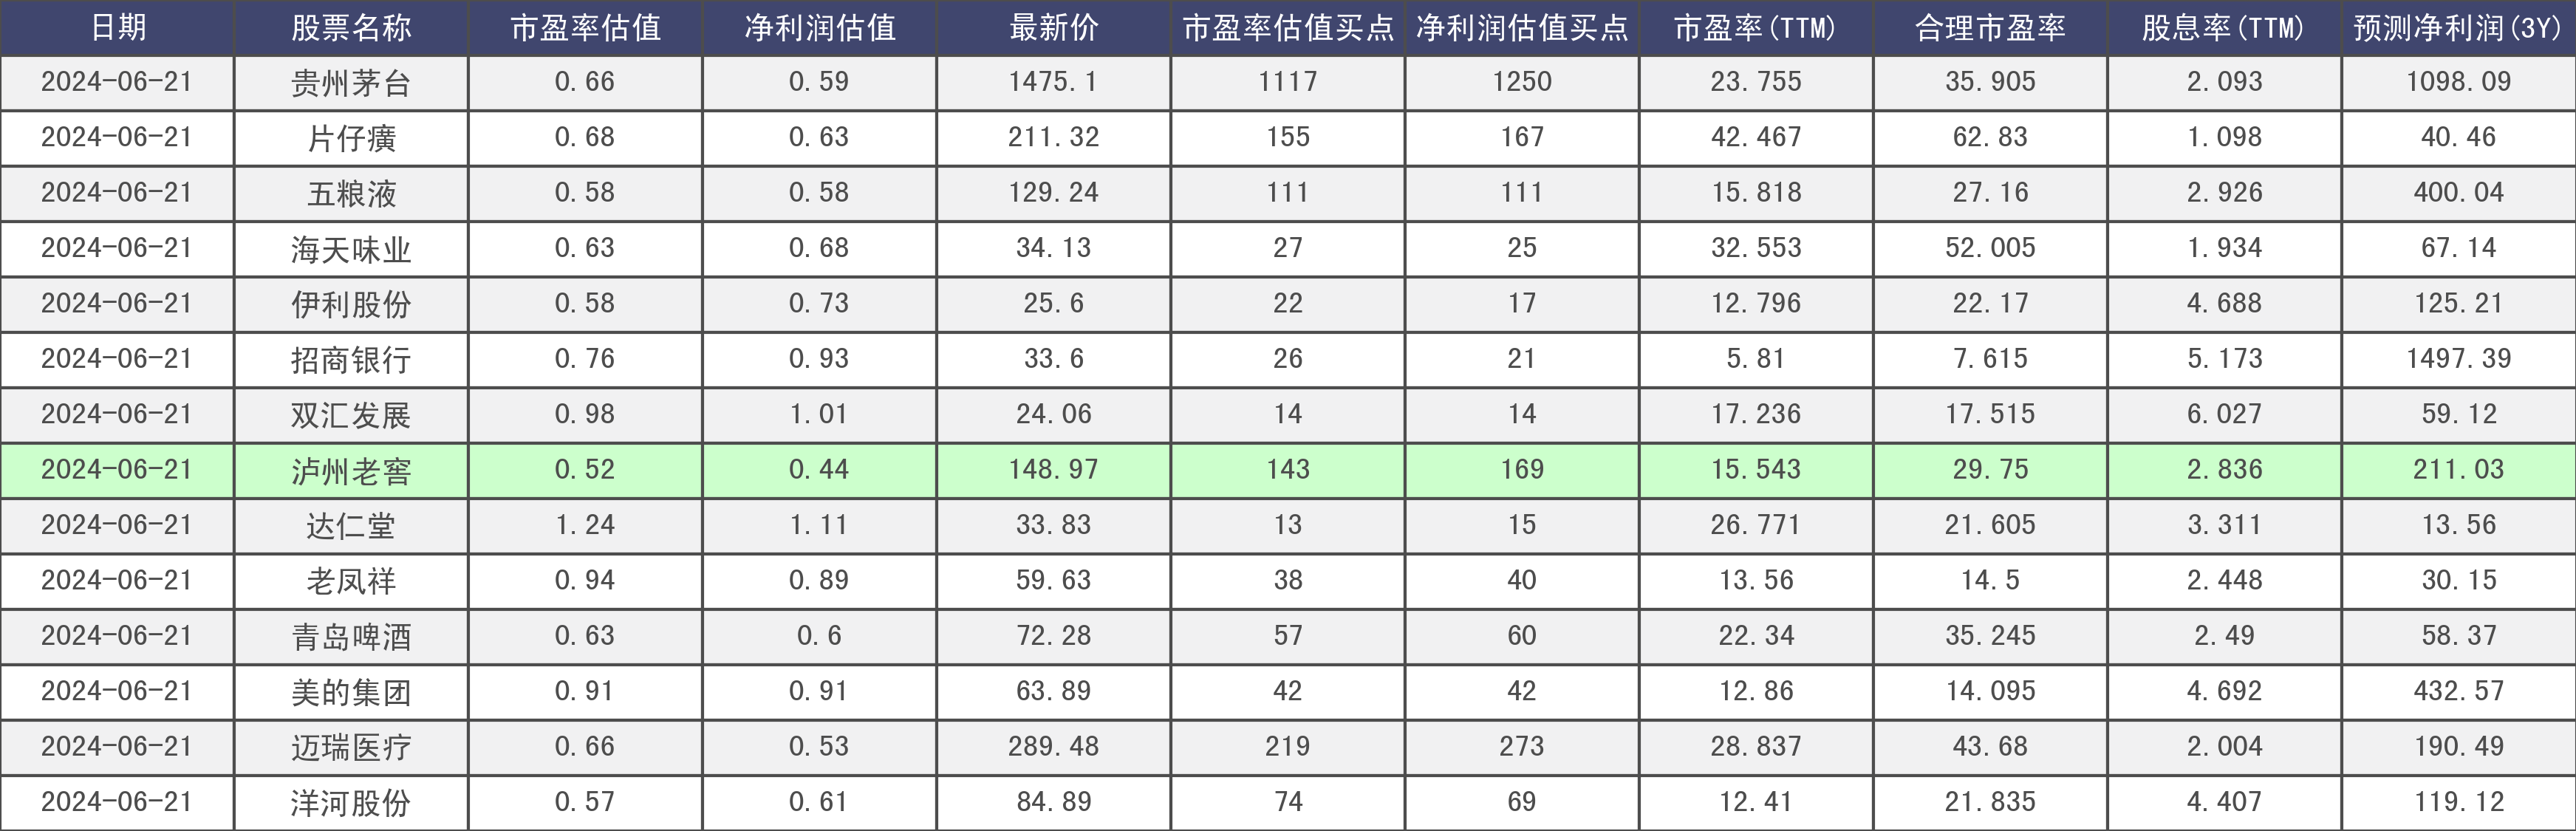 日期 股票名称 市盈率估值 净利润估值 最新价 市盈率估值买点 净利润估值买点 市盈率(TTM) 合理市盈率 股息率(TTM) 预测净利润(3Y)
2024-06-21 贵州茅台 0.66 0.59 1475.1 1117 1250 23.755 35.905 2.093 1098.09
2024-06-21 片仔癀 0.68 0.63 211.32 155 167 42.467 62.83 1.098 40.46
2024-06-21 五粮液 0.58 0.58 129.24 111 111 15.818 27.16 2.926 400.04
2024-06-21 海天味业 0.63 0.68 34.13 27 25 32.553 52.005 1.934 67.14
2024-06-21 伊利股份 0.58 0.73 25.6 22 17 12.796 22.17 4.688 125.21
2024-06-21 招商银行 0.76 0.93 33.6 26 21 5.81 7.615 5.173 1497.39
2024-06-21 双汇发展 0.98 1.01 24.06 14 14 17.236 17.515 6.027 59.12
2024-06-21 泸州老窖 0.52 0.44 148.97 143 169 15.543 29.75 2.836 211.03
2024-06-21 达仁堂 1.24 1.11 33.83 13 15 26.771 21.605 3.311 13.56
2024-06-21 老凤祥 0.94 0.89 59.63 38 40 13.56 14.5 2.448 30.15
2024-06-21 青岛啤酒 0.63 0.6 72.28 57 60 22.34 35.245 2.49 58.37
2024-06-21 美的集团 0.91 0.91 63.89 42 42 12.86 14.095 4.692 432.57
2024-06-21 迈瑞医疗 0.66 0.53 289.48 219 273 28.837 43.68 2.004 190.49
2024-06-21 洋河股份 0.57 0.61 84.89 74 69 12.41 21.835 4.407 119.12